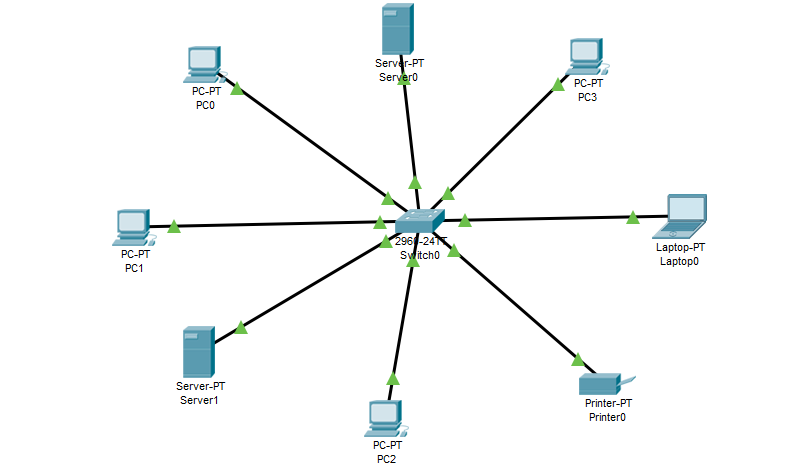 Server-PT
Server0
PC-PT
PC0
PC-PT
PC3
2960-24TT
Switch0
Laptop-PT
Laptop0
PC-PT
PC1
Server-PT
Server1
Printer-PT
Printer0
PC-PT
PC2